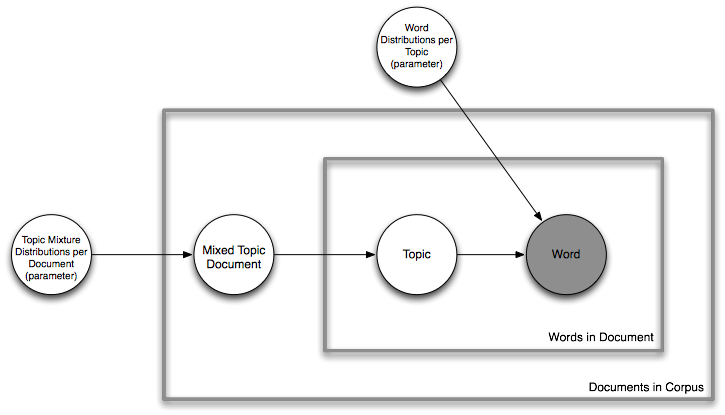 Word
Distributions per
Topic
(parameter)
Topic Mixture
Distributions per
Document
(parameter)
Mixed Topic
Document
Topic
Word
Words in Document
Documents in Corpus